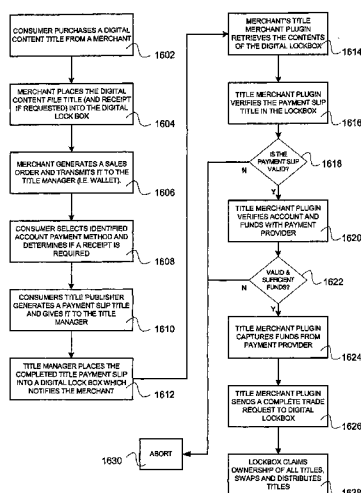 CONSUMER PURCHASES A DIGITAL
CONTENT TITLE FROM A MERCHANT
1602
MERCHANT PLACES THE DIGITAL
CONTENT FILE TITLE (AND RECEIPT
IF REQUESTED) INTO THE DIGITAL
LOCK BOX
1604
MERCHANT GENERATES A SALES
ORDER AND TRANSMITS IT TO THE
TITLE MANAGER (I.E. WALLET).
1606
CONSUMER SELECTS IDENTIFIED
ACCOUNT PAYMENT METHOD AND
DETERMINES IF A RECEIPT IS
REQUIRED
1608
CONSUMERS TITLE PUBLISHER
GENERATES A PAYMENT SLIP TITLE
AND GIVES IT TO THE TITLE
MANAGER
1610
TITLE MANAGER PLACES THE
COMPLETED TITLE PAYMENT SLIP
INTO A DIGITAL LOCK BOX WHICH
NOTIFIES THE MERCHANT
1612
MERCHANT'S TITLE
MERCHANT PLUGIN
RETRIEVES THE CONTENTS
OF THE DIGITAL LOCKBOX
1614
TITLE MERCHANT PLUGIN
VERIFIES THE PAYMENT SLIP
TITLE IN THE LOCKBOX
1616
IS THE
PAYMENT SLIP
VALID?
1618
N
Y
TITLE MERCHANT PLUGIN
VERIFIES ACCOUNT AND
FUNDS WITH PAYMENT
PROVIDER
1620
VALID &
SUFFICIENT
FUNDS?
1622
N
Y
TITLE MERCHANT PLUGIN
CAPTURES FUNDS FROM
PAYMENT PROVIDER
1624
TITLE MERCHANT PLUGIN
SENDS A COMPLETE TRADE
REQUEST TO DIGITAL
LOCKBOX
1626
ABORT
1630
LOCKBOX CLAIMS
OWNERSHIP OF ALL TITLES,
SWAPS AND DISTRIBUTES
TITLES
1628